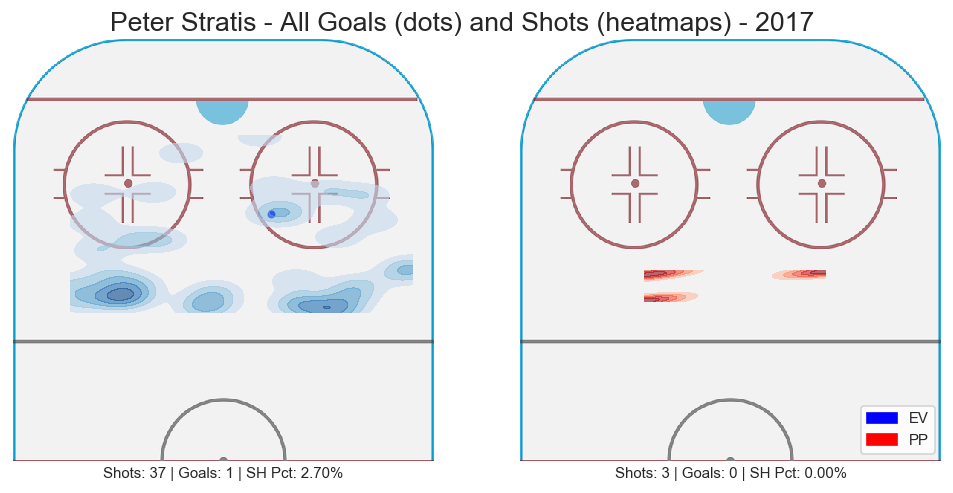 Peter Stratis - All Goals (dots) and Shots (heatmaps) - 2017
EV
PP
Shots: 37 | Goals: 1 | SH Pct: 2.70%
Shots: 3 | Goals: 0 | SH Pct: 0.00%